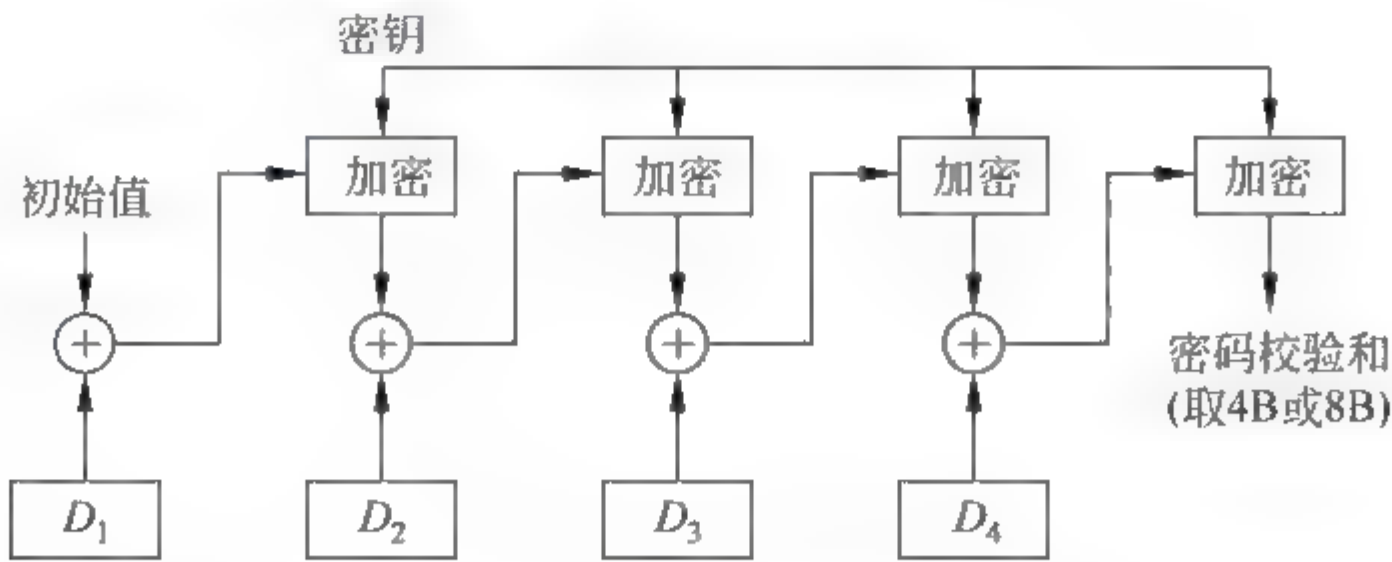 密钥
加密 加密 加密 加密
初始值
+ + + +
密码校验和
(取4B或8B)
D₁ D₂ D₃ D₄